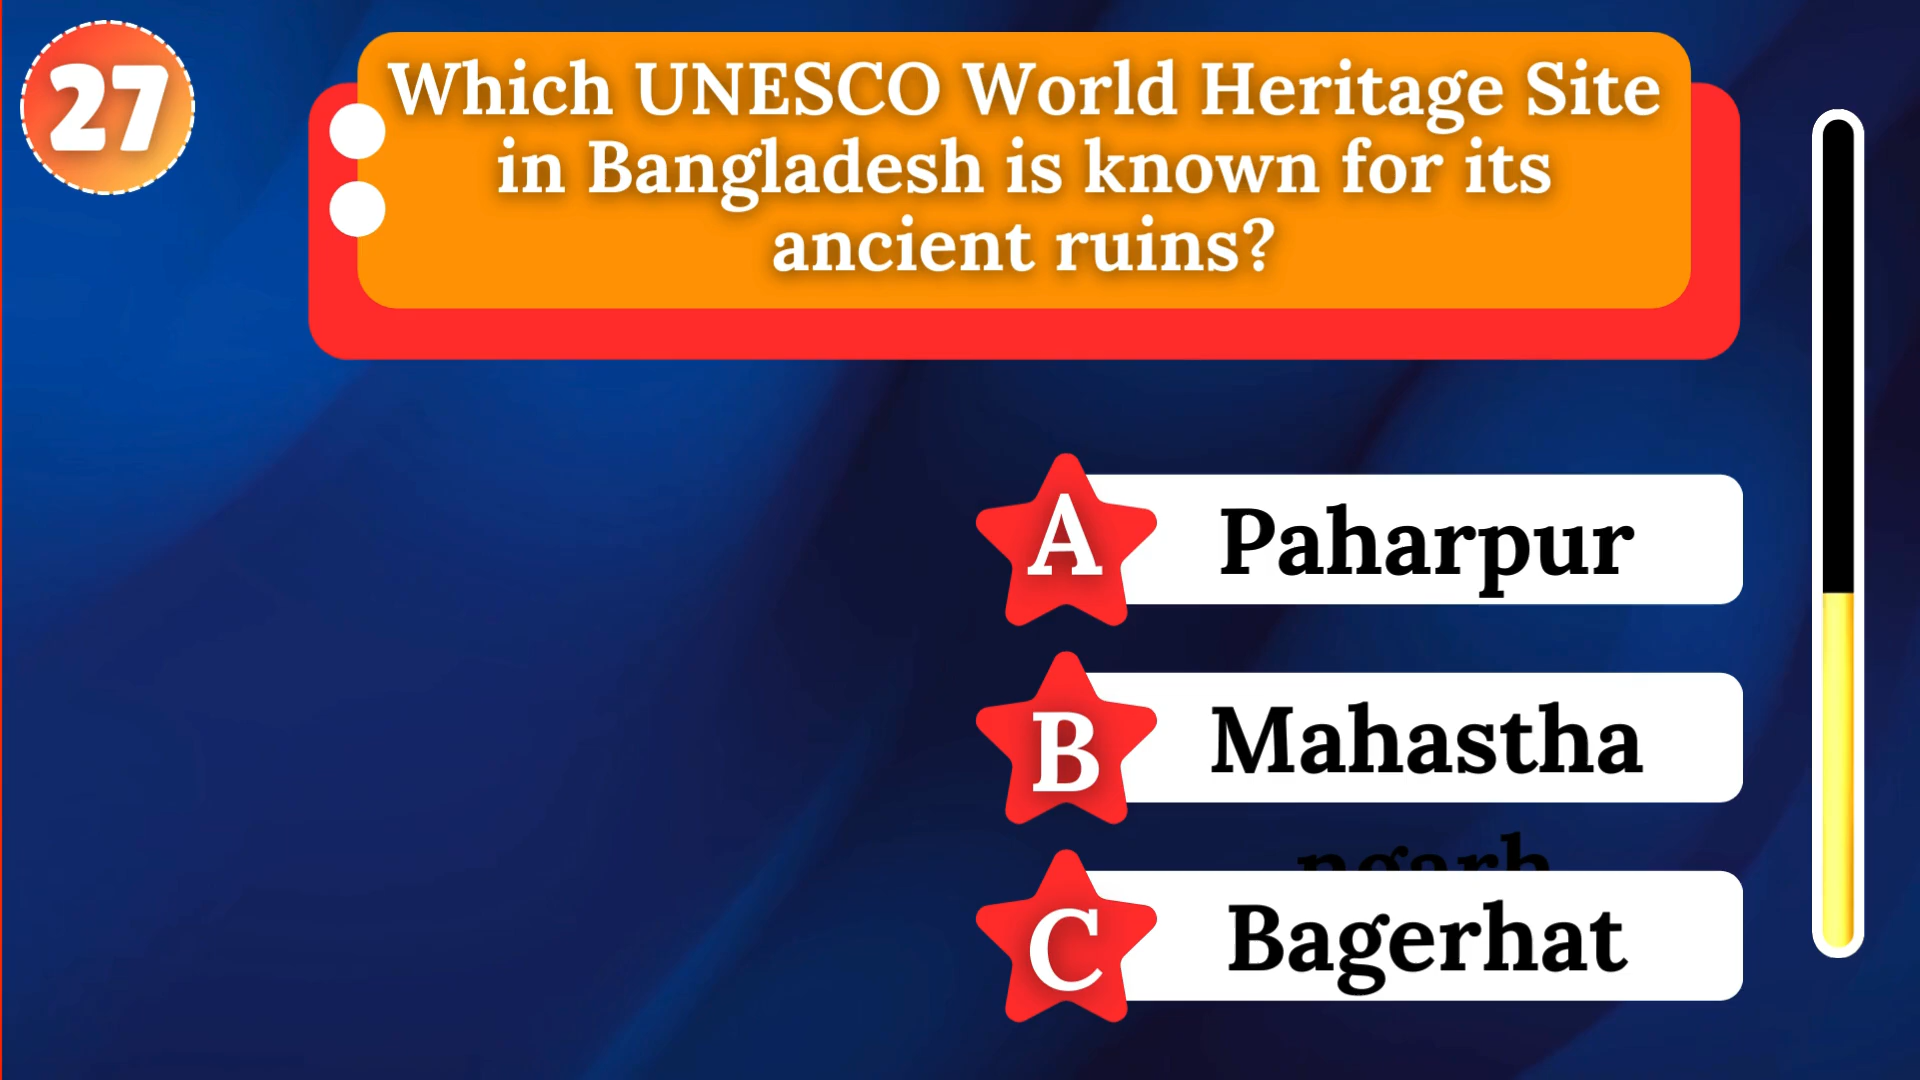 27
Which UNESCO World Heritage Site
in Bangladesh is known for its
ancient ruins?
A Paharpur
B Mahastha
ngarh
C Bagerhat